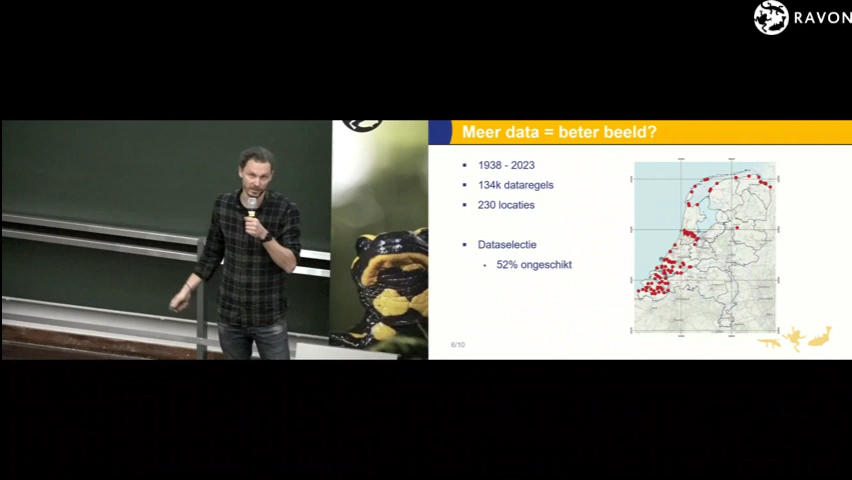 RAVON
Meer data = beter beeld?
1938 - 2023
134k dataregels
230 locaties
Dataselectie
52% ongeschikt
6/10